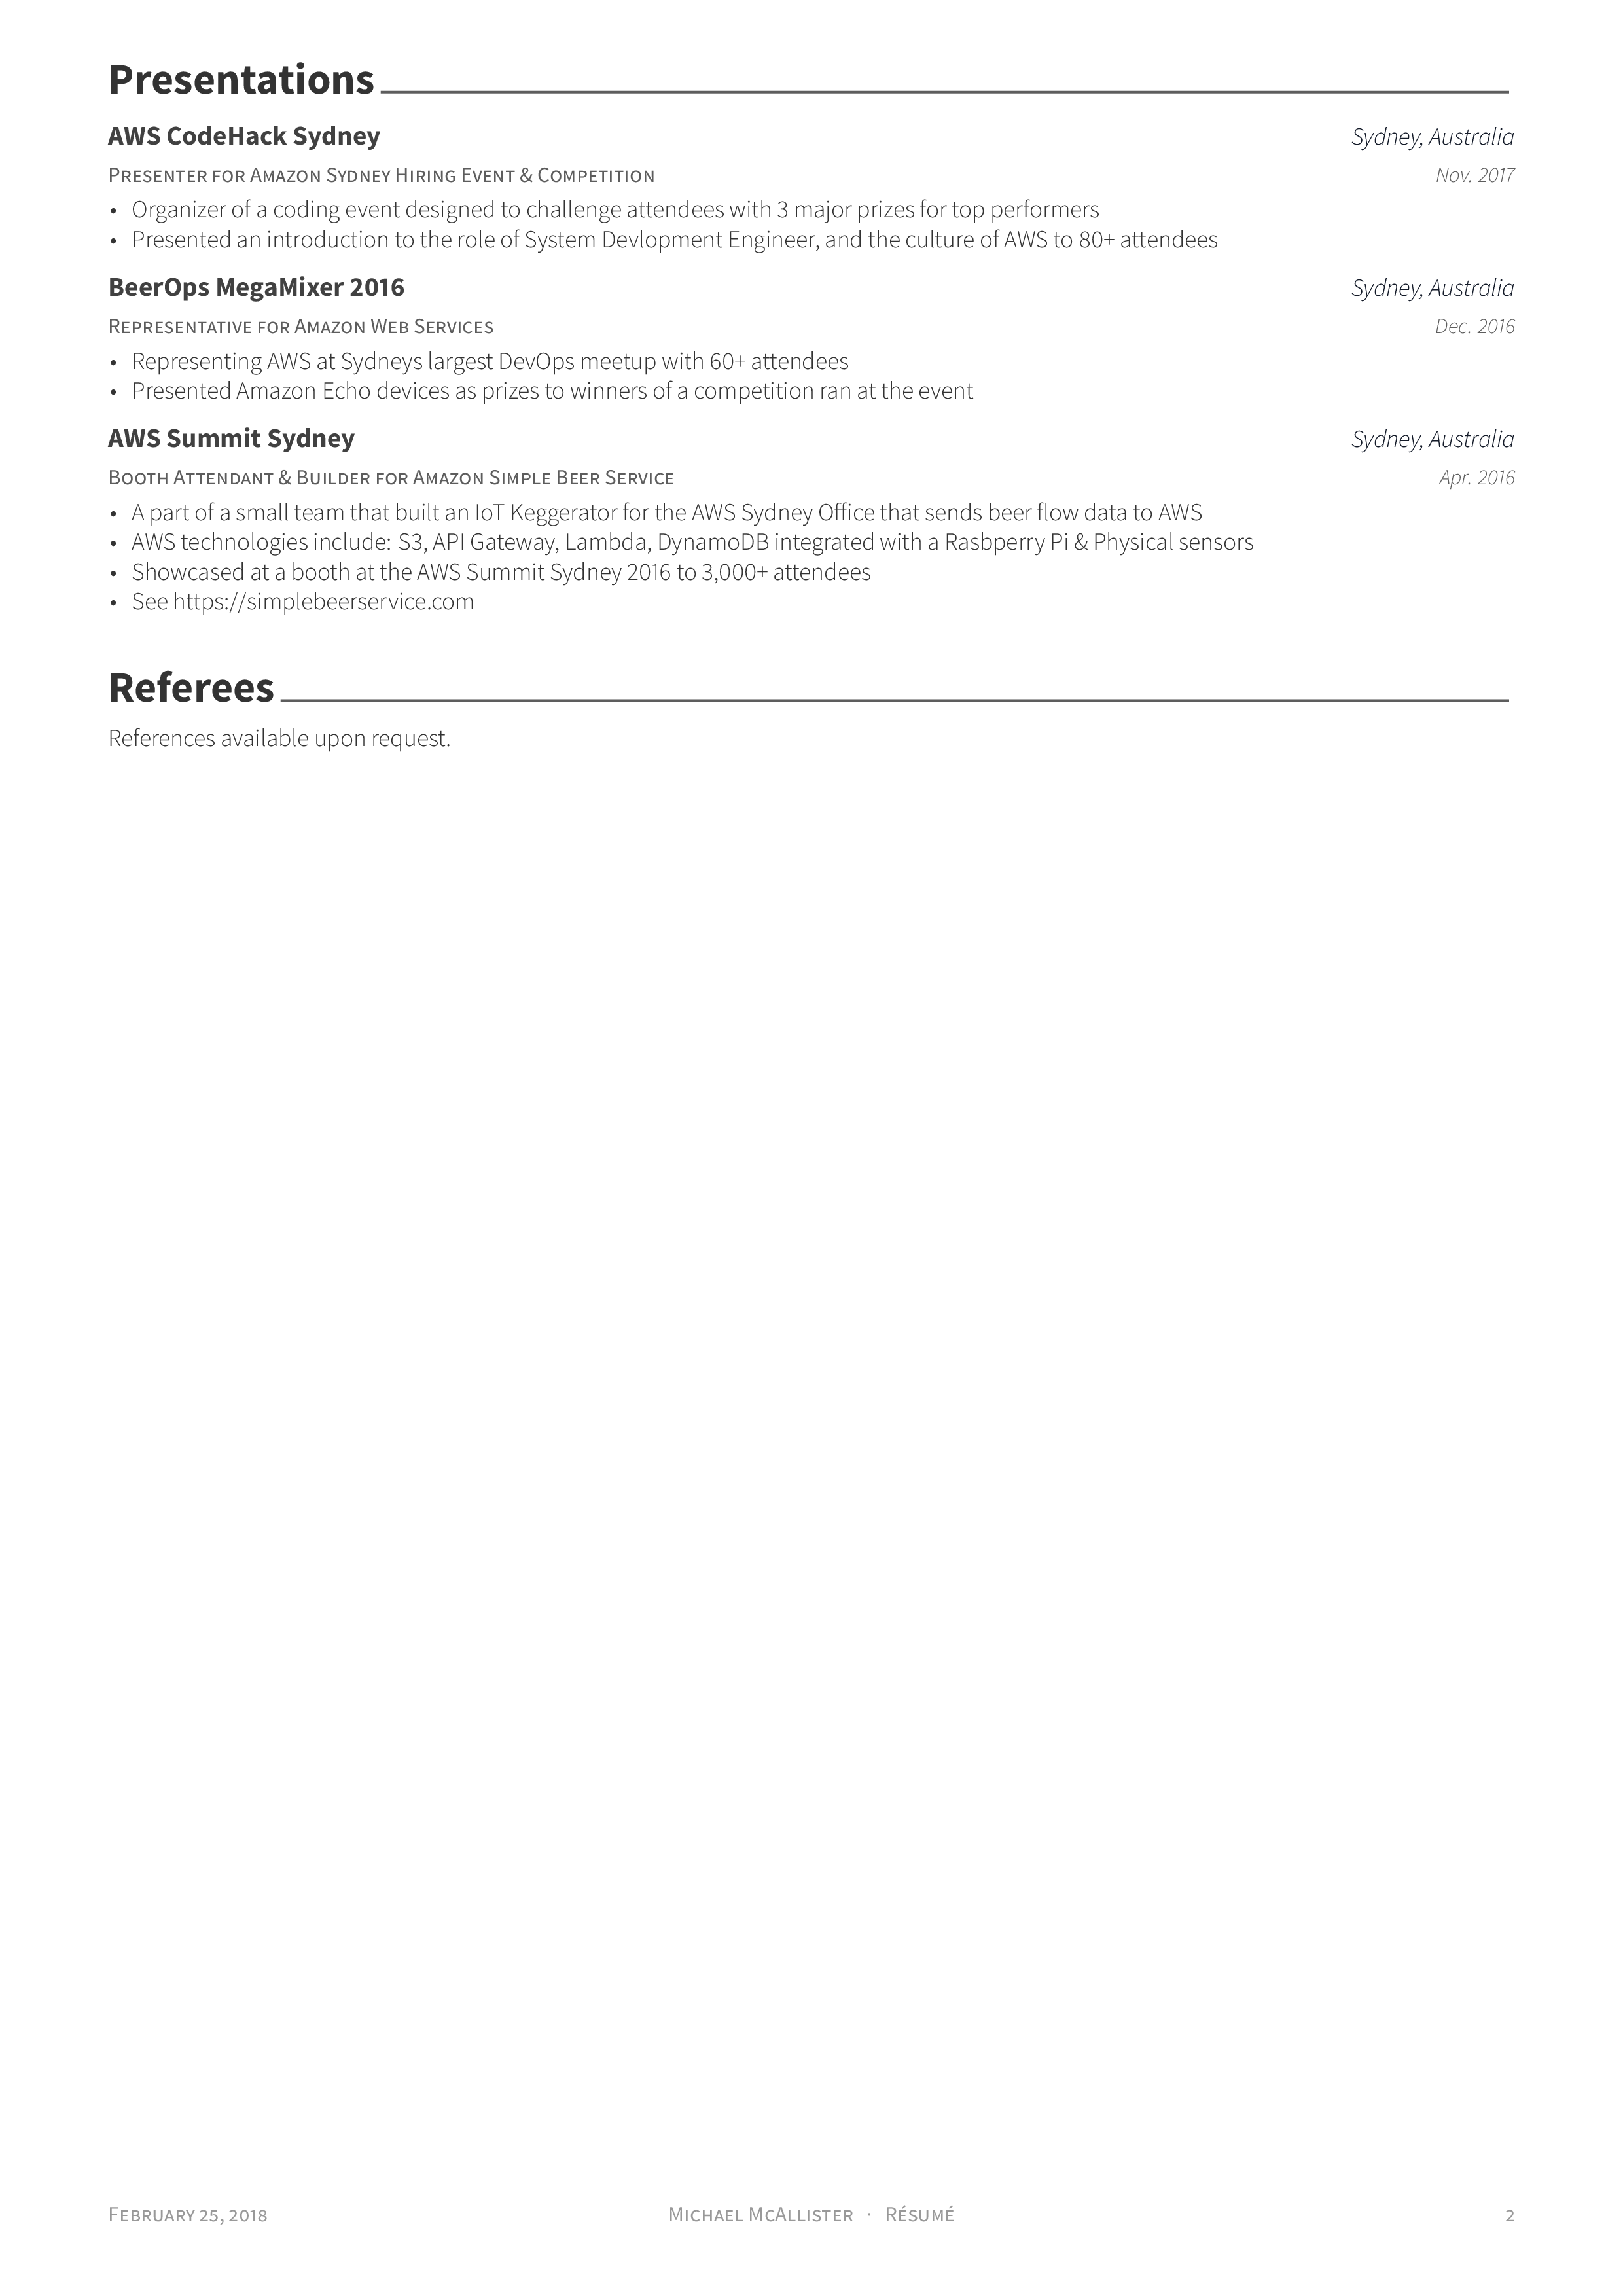 Presentations
AWS CodeHack Sydney Sydney, Australia
Presenter for Amazon Sydney Hiring Event & Competition Nov. 2017
• Organizer of a coding event designed to challenge attendees with 3 major prizes for top performers
• Presented an introduction to the role of System Devlopment Engineer, and the culture of AWS to 80+ attendees
BeerOps MegaMixer 2016 Sydney, Australia
Representative for Amazon Web Services Dec. 2016
• Representing AWS at Sydneys largest DevOps meetup with 60+ attendees
• Presented Amazon Echo devices as prizes to winners of a competition ran at the event
AWS Summit Sydney Sydney, Australia
Booth Attendant & Builder for Amazon Simple Beer Service Apr. 2016
• A part of a small team that built an IoT Keggerator for the AWS Sydney Office that sends beer flow data to AWS
• AWS technologies include: S3, API Gateway, Lambda, DynamoDB integrated with a Rasbperry Pi & Physical sensors
• Showcased at a booth at the AWS Summit Sydney 2016 to 3,000+ attendees
• See https://simplebeerservice.com
Referees
References available upon request.
February 25, 2018 Michael McAllister · Résumé 2